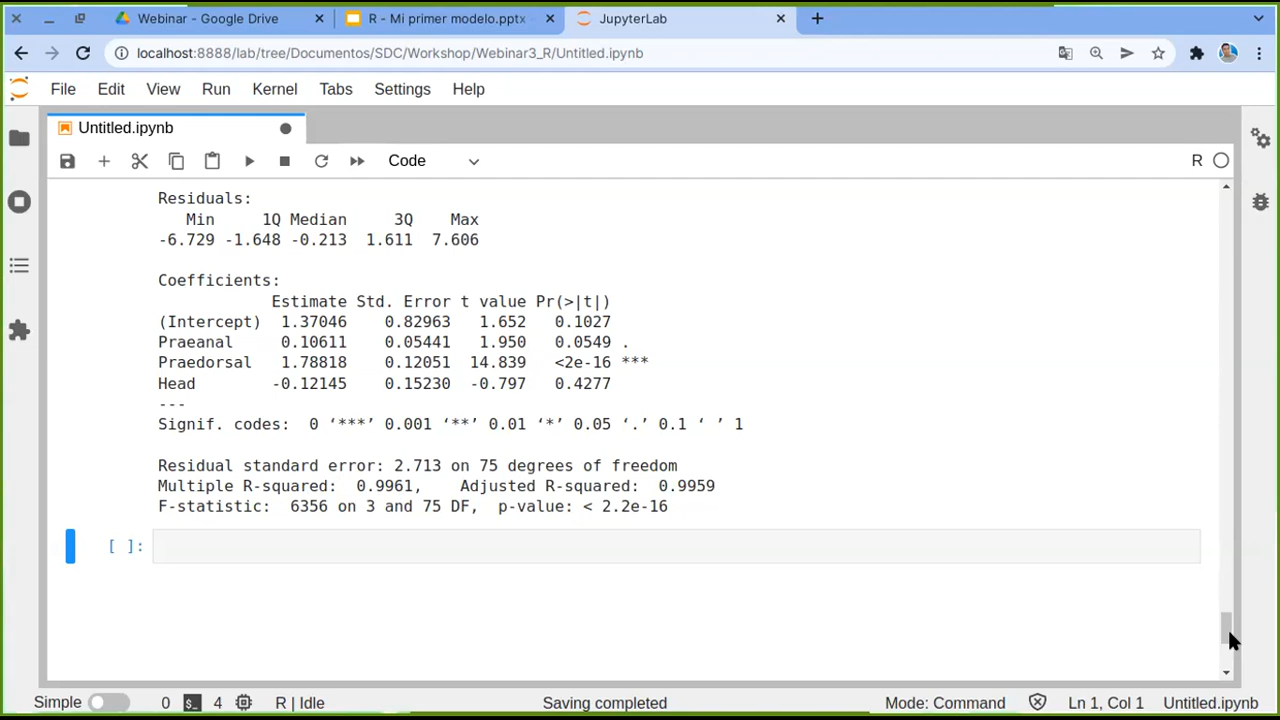 Webinar - Google Drive
R - Mi primer modelo.pptx -
JupyterLab
localhost:8888/lab/tree/Documentos/SDC/Workshop/Webinar3_R/Untitled.ipynb
File Edit View Run Kernel Tabs Settings Help
Untitled.ipynb
Code
R
Residuals:
Min 1Q Median 3Q Max
-6.729 -1.648 -0.213 1.611 7.606
Coefficients:
Estimate Std. Error t value Pr(>|t|)
(Intercept) 1.37046 0.82963 1.652 0.1027
Praeanal 0.10611 0.05441 1.950 0.0549 .
Praedorsal 1.78818 0.12051 14.839 <2e-16 ***
Head -0.12145 0.15230 -0.797 0.4277
---
Signif. codes: 0 ‘***’ 0.001 ‘**’ 0.01 ‘*’ 0.05 ‘.’ 0.1 ‘ ’ 1
Residual standard error: 2.713 on 75 degrees of freedom
Multiple R-squared: 0.9961, Adjusted R-squared: 0.9959
F-statistic: 6356 on 3 and 75 DF, p-value: < 2.2e-16
[ ]:
Simple 0 $_ 4 R | Idle Saving completed Mode: Command Ln 1, Col 1 Untitled.ipynb